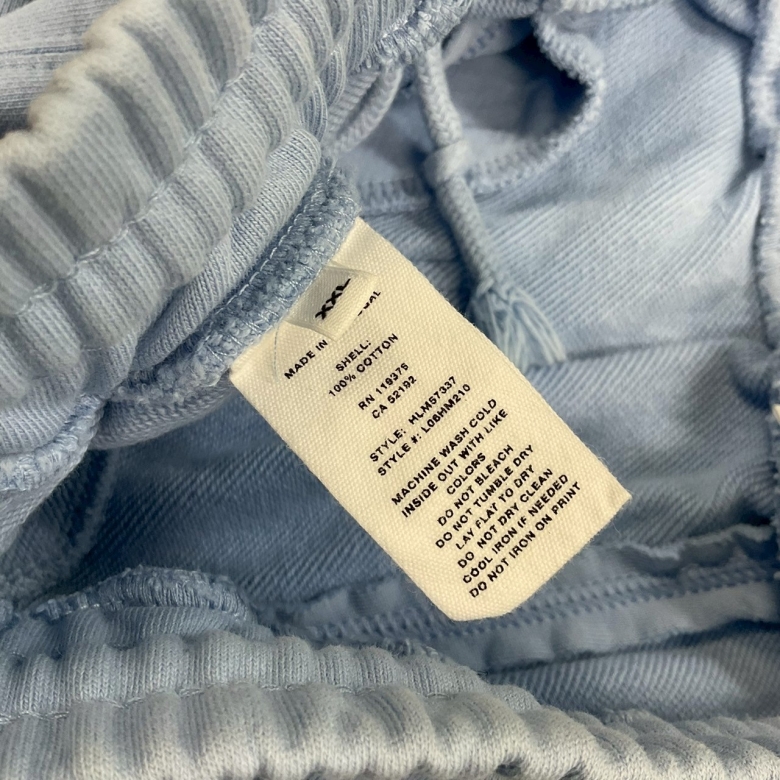 XXL
MADE IN
SHELL:
100% COTTON
RN 119375
CA 52192
STYLE: HLM57337
STYLE #: L06HM210
MACHINE WASH COLD
INSIDE OUT WITH LIKE
COLORS
DO NOT BLEACH
DO NOT TUMBLE DRY
LAY FLAT TO DRY
DO NOT DRY CLEAN
COOL IRON IF NEEDED
DO NOT IRON ON PRINT